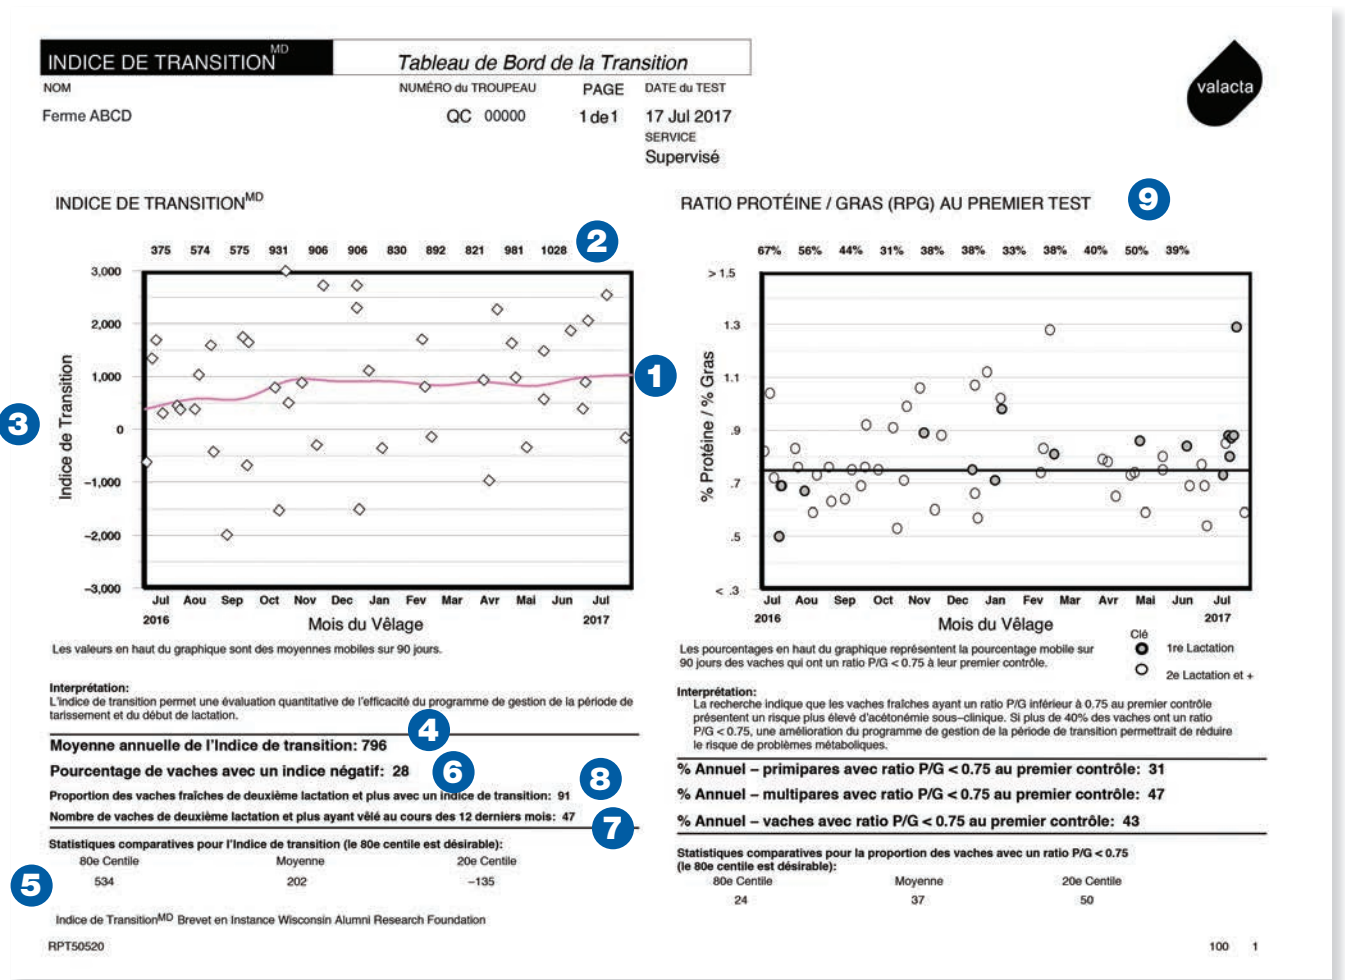 INDICE DE TRANSITION MD
Tableau de Bord de la Transition
NOM
NUMÉRO du TROUPEAU
PAGE
DATE du TEST
Ferme ABCD
QC 00000
1 de 1
17 Jul 2017
SERVICE
Supervisé
valacta
INDICE DE TRANSITION MD
2
375 574 575 931 906 906 830 892 821 981 1028
3,000
2,000
1,000
0
–1,000
–2,000
–3,000
Indice de Transition
1
3
Jul Aou Sep Oct Nov Dec Jan Fev Mar Avr Mai Jun Jul
2016
2017
Mois du Vêlage
Les valeurs en haut du graphique sont des moyennes mobiles sur 90 jours.
Interprétation:
L'indice de transition permet une évaluation quantitative de l'efficacité du programme de gestion de la période de
tarissement et du début de lactation.
4
Moyenne annuelle de l'Indice de transition: 796
Pourcentage de vaches avec un indice négatif: 28
6
8
Proportion des vaches fraîches de deuxième lactation et plus avec un indice de transition: 91
Nombre de vaches de deuxième lactation et plus ayant vêlé au cours des 12 derniers mois: 47
7
Statistiques comparatives pour l'Indice de transition (le 80e centile est désirable):
80e Centile Moyenne 20e Centile
5
534 202 –135
Indice de Transition MD Brevet en Instance Wisconsin Alumni Research Foundation
RPT50520
RATIO PROTÉINE / GRAS (RPG) AU PREMIER TEST
9
67% 56% 44% 31% 38% 38% 33% 38% 40% 50% 39%
> 1.5
1.3
1.1
.9
.7
.5
< .3
% Protéine / % Gras
Jul Aou Sep Oct Nov Dec Jan Fev Mar Avr Mai Jun Jul
2016
2017
Mois du Vêlage
Clé
1re Lactation
2e Lactation et +
Les pourcentages en haut du graphique représentent la pourcentage mobile sur
90 jours des vaches qui ont un ratio P/G < 0.75 à leur premier contrôle.
Interprétation:
La recherche indique que les vaches fraîches ayant un ratio P/G inférieur à 0,75 au premier contrôle
présentent un risque plus élevé d'acétonémie sous–clinique. Si plus de 40% des vaches ont un ratio
P/G < 0.75, une amélioration du programme de gestion de la période de transition permettrait de réduire
le risque de problèmes métaboliques.
% Annuel – primipares avec ratio P/G < 0.75 au premier contrôle: 31
% Annuel – multipares avec ratio P/G < 0.75 au premier contrôle: 47
% Annuel – vaches avec ratio P/G < 0.75 au premier contrôle: 43
Statistiques comparatives pour la proportion des vaches avec un ratio P/G < 0.75
(le 80e centile est désirable):
80e Centile Moyenne 20e Centile
24 37 50
100 1